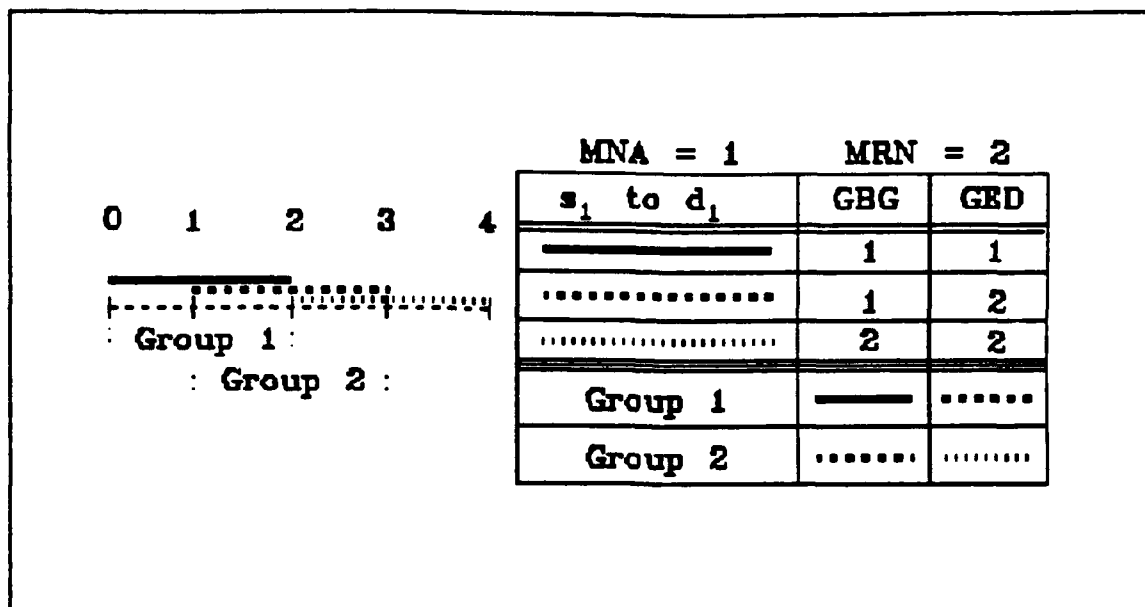 MNA = 1 MRN = 2
s₁ to d₁ GBG GED
0 1 2 3 4
1 1
1 2
2 2
Group 1
Group 2
Group 1
Group 2